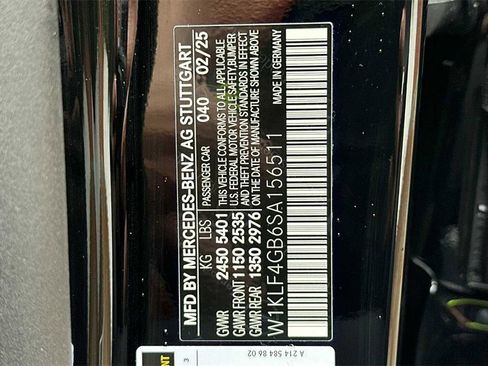 MFD BY MERCEDES-BENZ AG STUTTGART
PASSENGER CAR 040 02/25
KG LBS
GVWR 2450 5401
GAWR FRONT 1150 2535
GAWR REAR 1350 2976
THIS VEHICLE CONFORMS TO ALL APPLICABLE
U.S. FEDERAL MOTOR VEHICLE SAFETY, BUMPER
AND THEFT PREVENTION STANDARDS IN EFFECT
ON THE DATE OF MANUFACTURE SHOWN ABOVE
W1KLF4GB6SA156511 MADE IN GERMANY
A 214 584 86 02
3